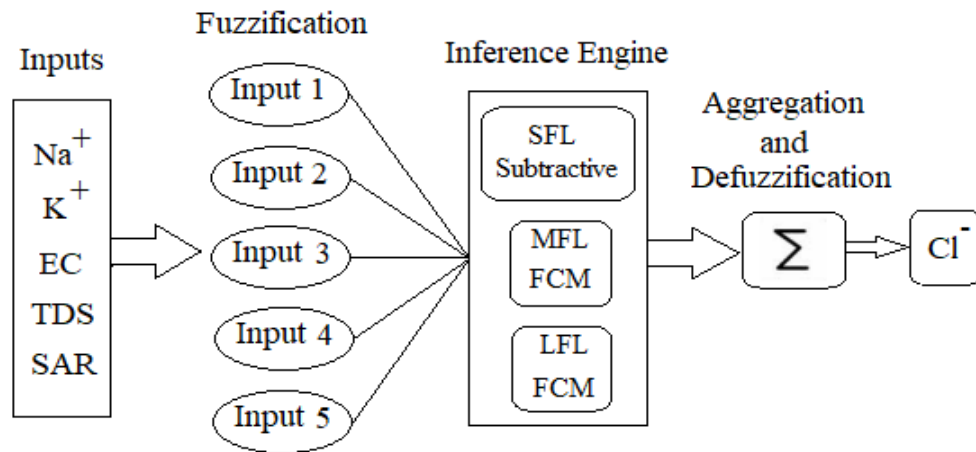 Inputs
Na+
K+
EC
TDS
SAR
Fuzzification
Input 1
Input 2
Input 3
Input 4
Input 5
Inference Engine
SFL
Subtractive
MFL
FCM
LFL
FCM
Aggregation
and
Defuzzification
Σ
Cl-